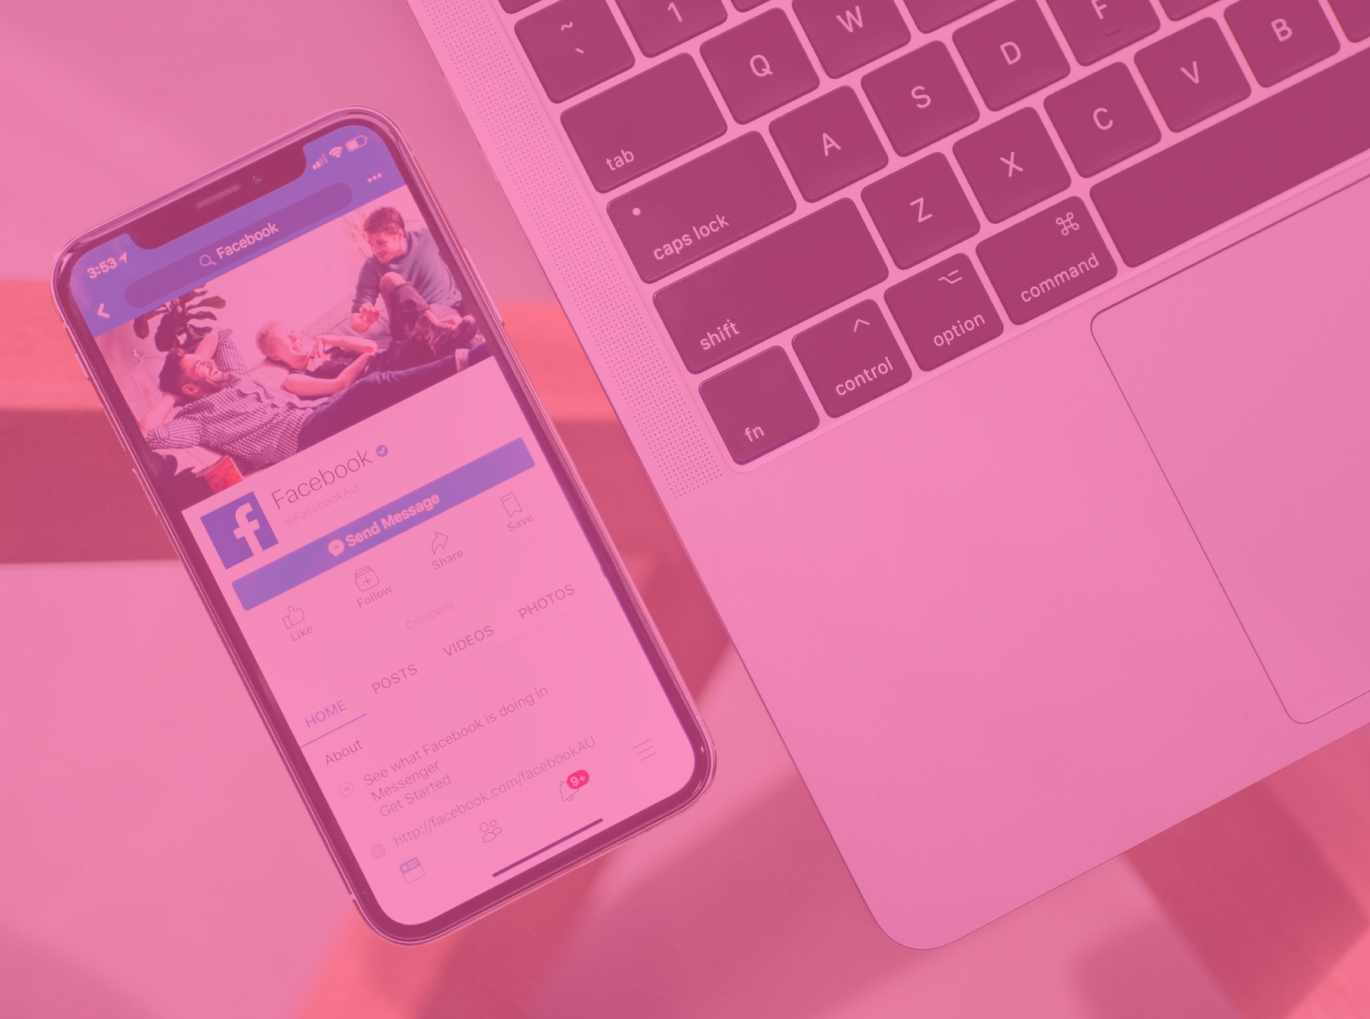 3:53
Facebook
Facebook
@FacebookAU
Send Message
Like
Follow
Share
Save
Company
HOME
POSTS
VIDEOS
PHOTOS
About
See what Facebook is doing in
Messenger
Get Started
http://facebook.com/facebookAU
9+
~
`
1
Q
W
F
tab
A
S
D
caps lock
Z
X
C
V
B
shift
fn
control
option
⌘
command